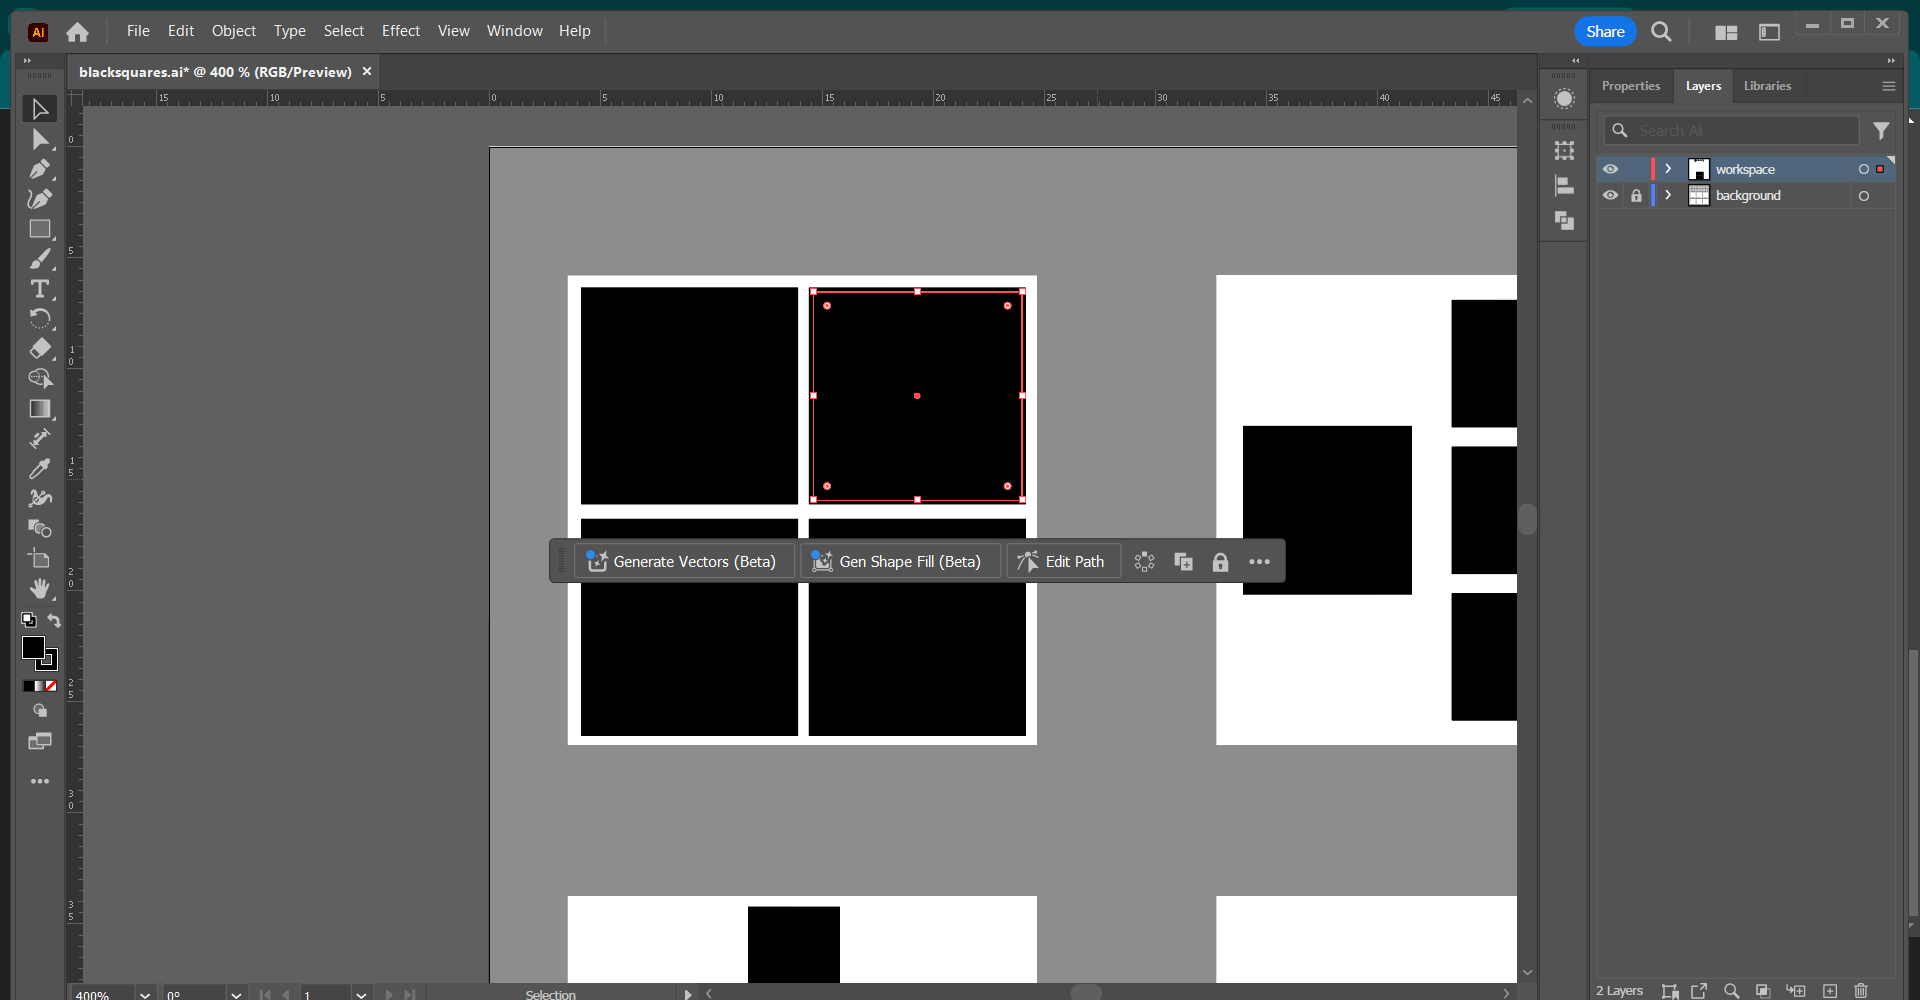 Ai File Edit Object Type Select Effect View Window Help Share
blacksquares.ai* @ 400 % (RGB/Preview) ×
15 10 5 0 5 10 15 20 25 30 35 40 45
Properties Layers Libraries
Search All
workspace
background
0
5
10
15
20
25
30
35
T
Generate Vectors (Beta) Gen Shape Fill (Beta) Edit Path
400% 0° 1 Selection
2 Layers